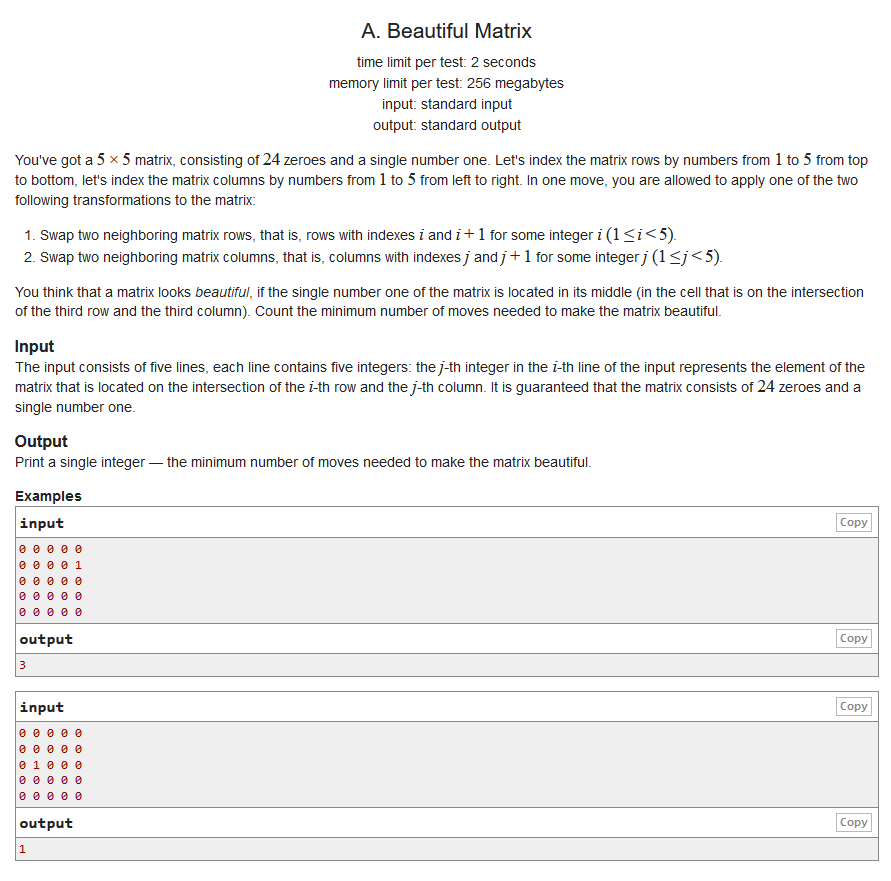 A. Beautiful Matrix
time limit per test: 2 seconds
memory limit per test: 256 megabytes
input: standard input
output: standard output
You've got a 5 × 5 matrix, consisting of 24 zeroes and a single number one. Let's index the matrix rows by numbers from 1 to 5 from top
to bottom, let's index the matrix columns by numbers from 1 to 5 from left to right. In one move, you are allowed to apply one of the two
following transformations to the matrix:
1. Swap two neighboring matrix rows, that is, rows with indexes i and i + 1 for some integer i (1 ≤ i < 5).
2. Swap two neighboring matrix columns, that is, columns with indexes j and j + 1 for some integer j (1 ≤ j < 5).
You think that a matrix looks beautiful, if the single number one of the matrix is located in its middle (in the cell that is on the intersection
of the third row and the third column). Count the minimum number of moves needed to make the matrix beautiful.
Input
The input consists of five lines, each line contains five integers: the j-th integer in the i-th line of the input represents the element of the
matrix that is located on the intersection of the i-th row and the j-th column. It is guaranteed that the matrix consists of 24 zeroes and a
single number one.
Output
Print a single integer — the minimum number of moves needed to make the matrix beautiful.
Examples
input Copy
0 0 0 0 0
0 0 0 0 1
0 0 0 0 0
0 0 0 0 0
0 0 0 0 0
output Copy
3
input Copy
0 0 0 0 0
0 0 0 0 0
0 1 0 0 0
0 0 0 0 0
0 0 0 0 0
output Copy
1